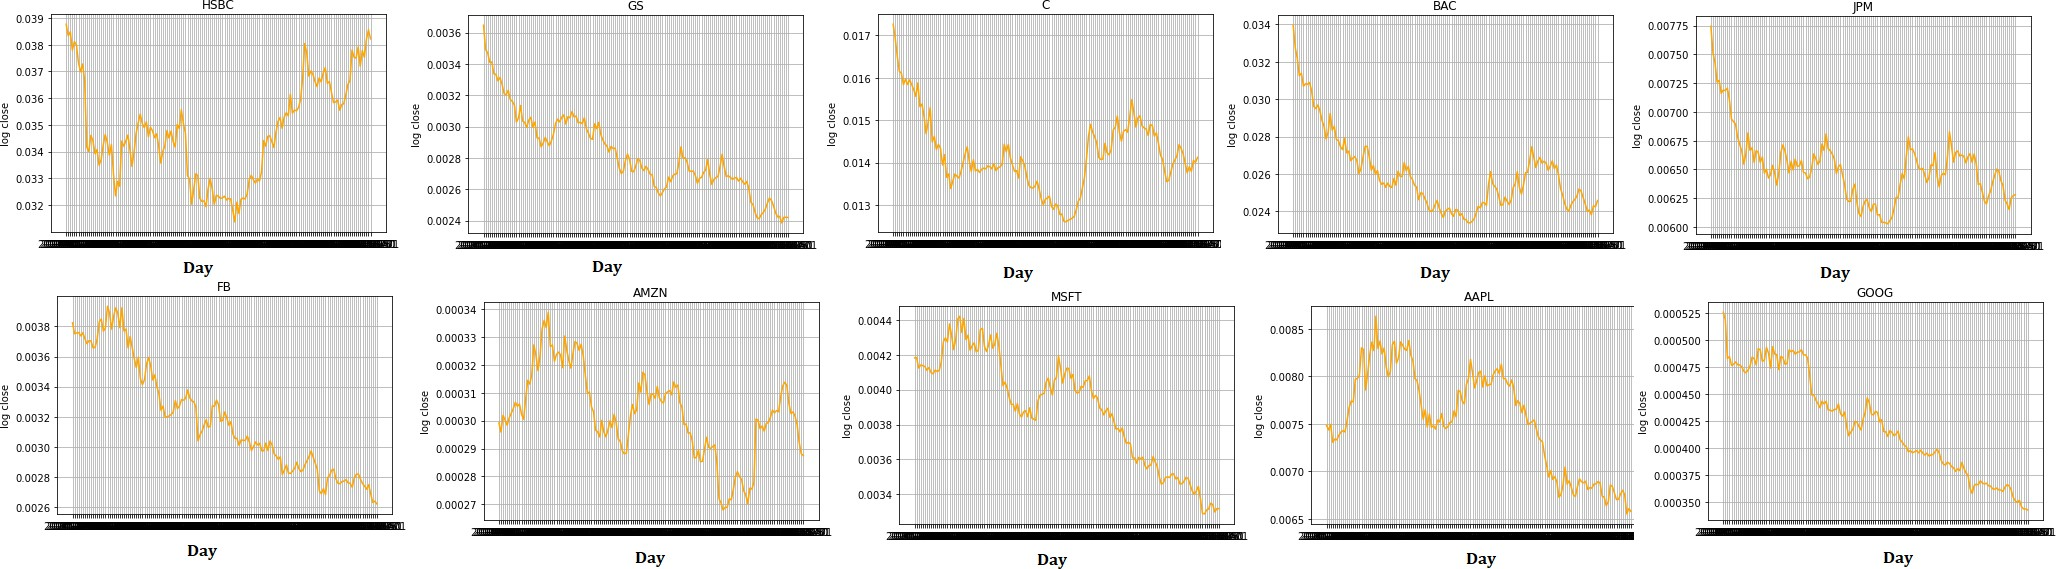 HSBC
0.039
0.038
0.037
0.036
0.035
0.034
0.033
0.032
log close
Day
GS
0.0036
0.0034
0.0032
0.0030
0.0028
0.0026
0.0024
log close
Day
C
0.017
0.016
0.015
0.014
0.013
log close
Day
BAC
0.034
0.032
0.030
0.028
0.026
0.024
log close
Day
JPM
0.00775
0.00750
0.00725
0.00700
0.00675
0.00650
0.00625
0.00600
log close
Day
FB
0.0038
0.0036
0.0034
0.0032
0.0030
0.0028
0.0026
log close
Day
AMZN
0.00034
0.00033
0.00032
0.00031
0.00030
0.00029
0.00028
0.00027
log close
Day
MSFT
0.0044
0.0042
0.0040
0.0038
0.0036
0.0034
log close
Day
AAPL
0.0085
0.0080
0.0075
0.0070
0.0065
log close
Day
GOOG
0.000525
0.000500
0.000475
0.000450
0.000425
0.000400
0.000375
0.000350
log close
Day